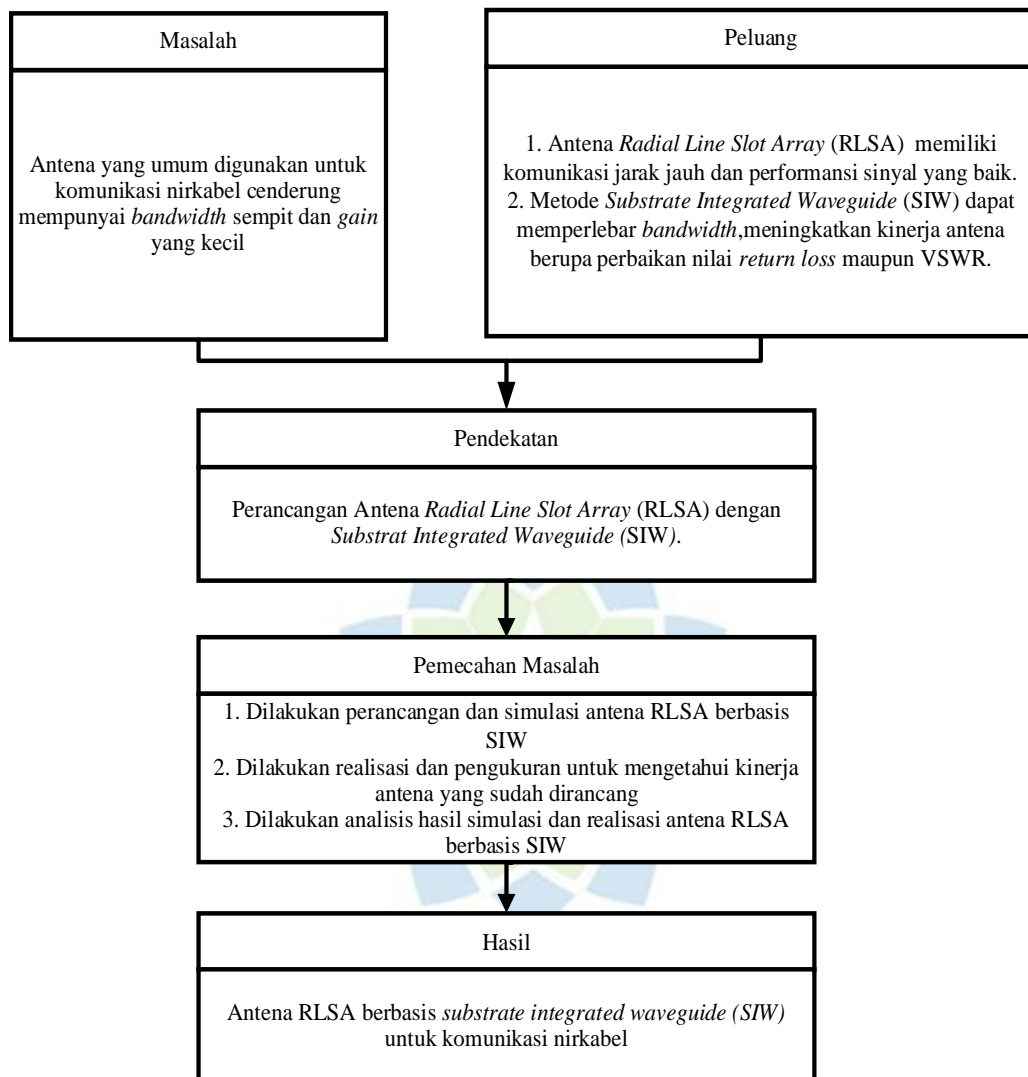 Masalah
Antena yang umum digunakan untuk
komunikasi nirkabel cenderung
mempunyai bandwidth sempit dan gain
yang kecil
Peluang
1. Antena Radial Line Slot Array (RLSA) memiliki
komunikasi jarak jauh dan performansi sinyal yang baik.
2. Metode Substrate Integrated Waveguide (SIW) dapat
memperlebar bandwidth,meningkatkan kinerja antena
berupa perbaikan nilai return loss maupun VSWR.
Pendekatan
Perancangan Antena Radial Line Slot Array (RLSA) dengan
Substrat Integrated Waveguide (SIW).
Pemecahan Masalah
1. Dilakukan perancangan dan simulasi antena RLSA berbasis
SIW
2. Dilakukan realisasi dan pengukuran untuk mengetahui kinerja
antena yang sudah dirancang
3. Dilakukan analisis hasil simulasi dan realisasi antena RLSA
berbasis SIW
Hasil
Antena RLSA berbasis substrate integrated waveguide (SIW)
untuk komunikasi nirkabel